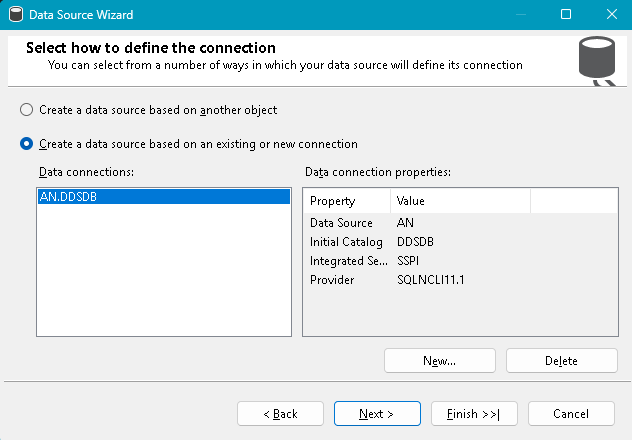 Data Source Wizard
Select how to define the connection
You can select from a number of ways in which your data source will define its connection
Create a data source based on another object
Create a data source based on an existing or new connection
Data connections:
Data connection properties:
AN.DDSDB
Property Value
Data Source AN
Initial Catalog DDSDB
Integrated Se... SSPI
Provider SQLNCLI11.1
New...
Delete
< Back
Next >
Finish >>|
Cancel